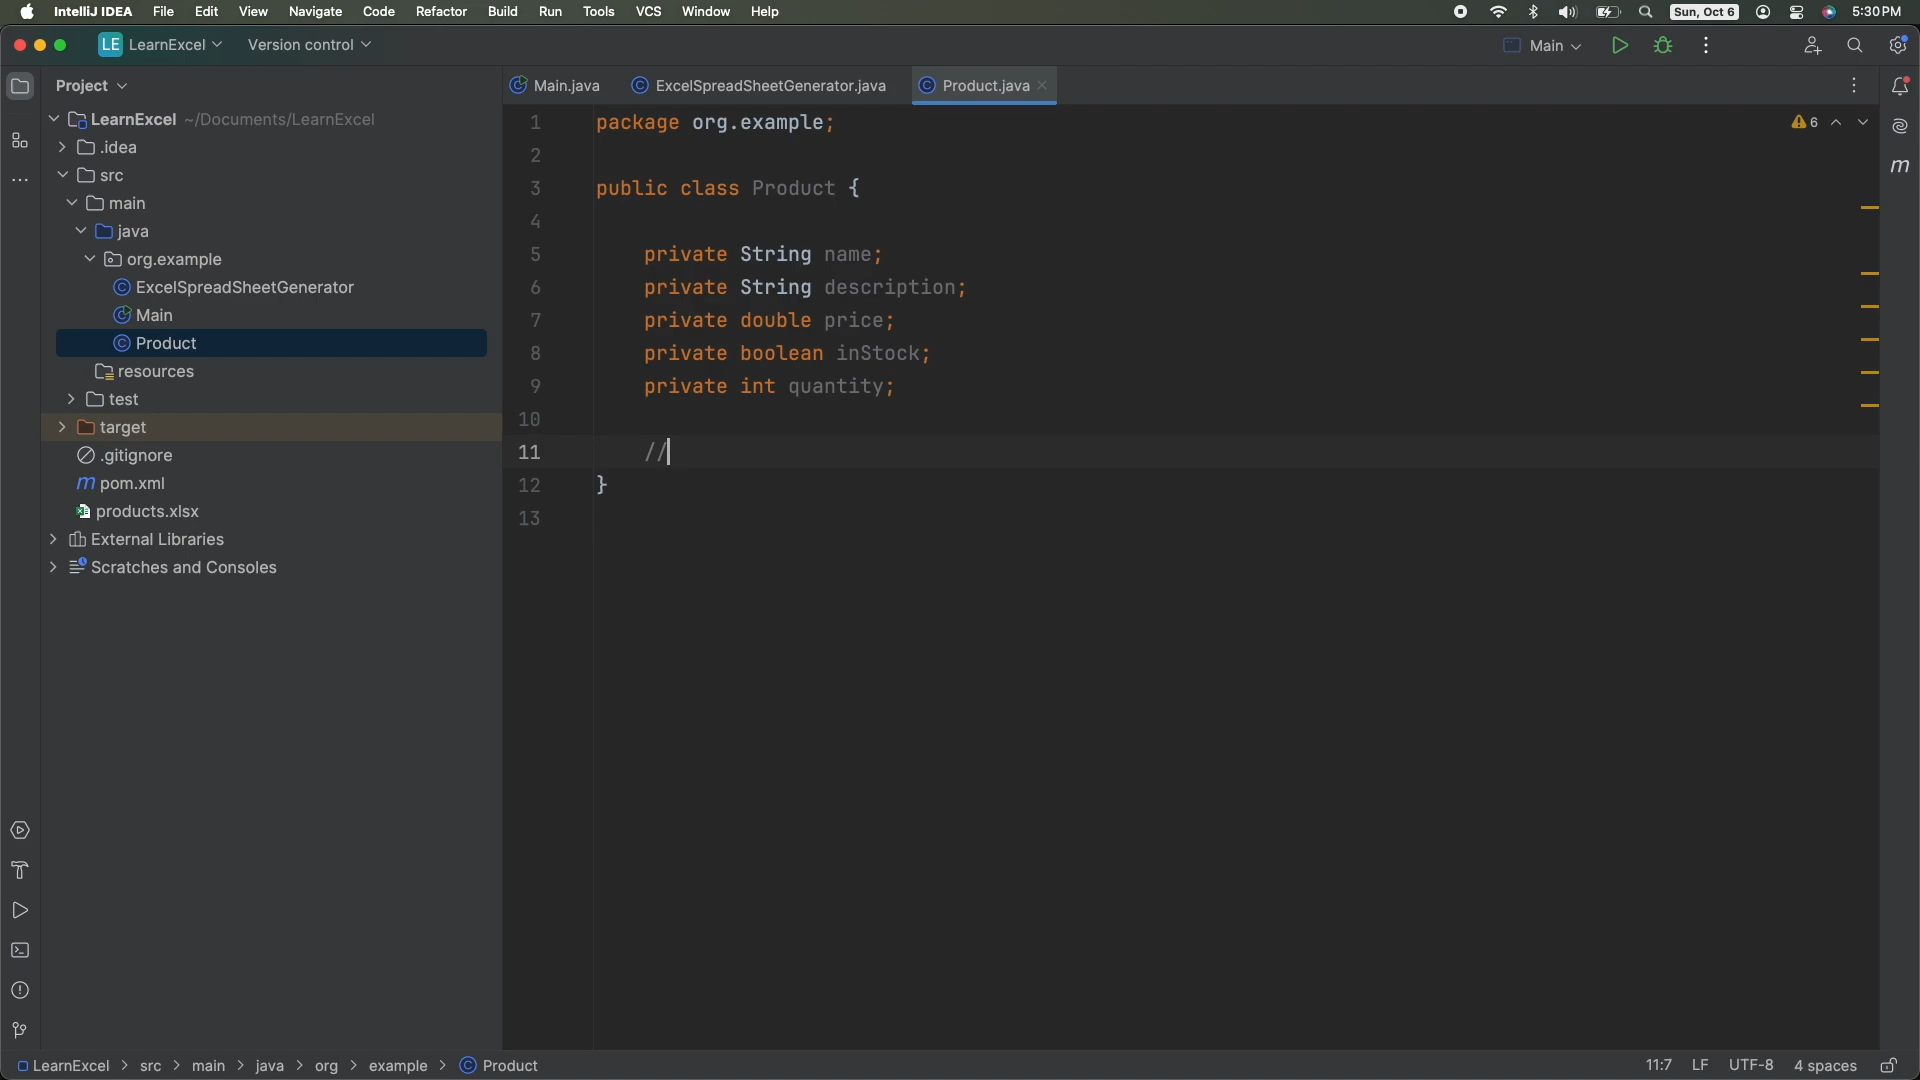 IntelliJ IDEA File Edit View Navigate Code Refactor Build Run Tools VCS Window Help Sun, Oct 6 5:30 PM
LE LearnExcel Version control Main
Project
Main.java ExcelSpreadSheetGenerator.java Product.java
LearnExcel ~/Documents/LearnExcel
.idea
src
main
java
org.example
ExcelSpreadSheetGenerator
Main
Product
resources
test
target
.gitignore
m pom.xml
products.xlsx
External Libraries
Scratches and Consoles
1 package org.example;
2
3 public class Product {
4
5 private String name;
6 private String description;
7 private double price;
8 private boolean inStock;
9 private int quantity;
10
11 //
12 }
13
6
m
LearnExcel > src > main > java > org > example > Product 11:7 LF UTF-8 4 spaces